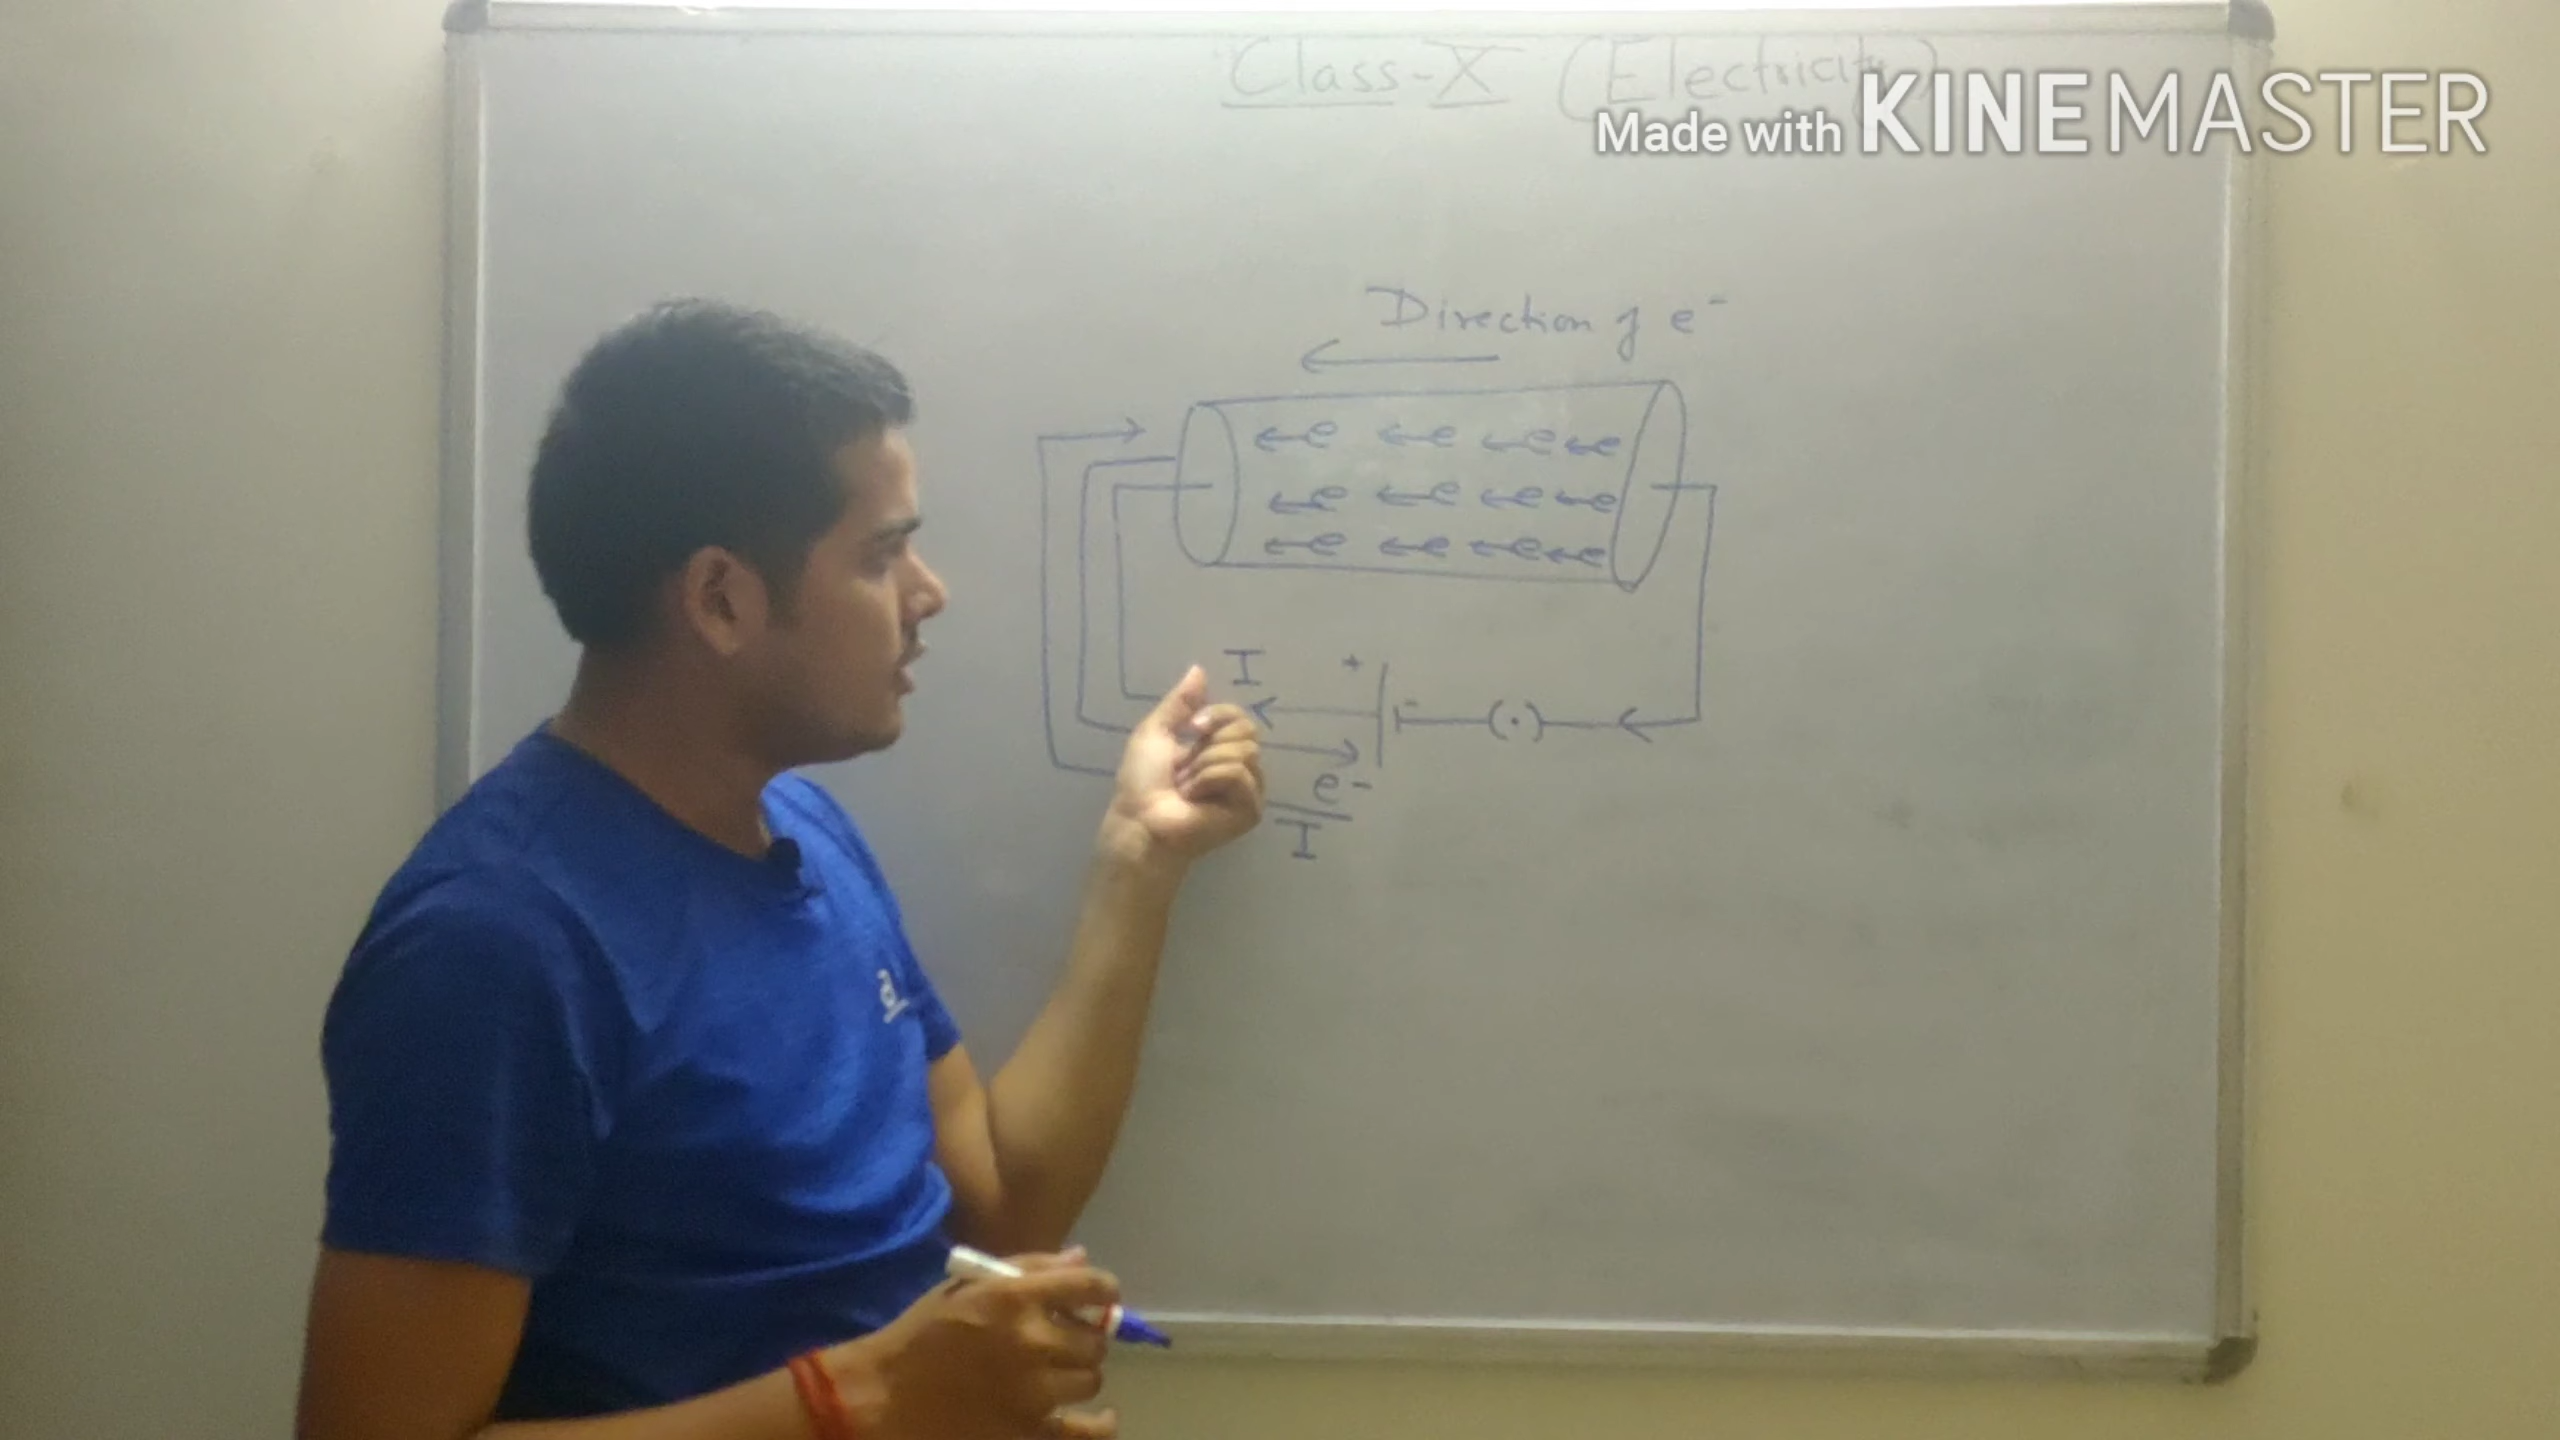 Class-X (Electricity)
Made with KINEMASTER
Direction of e⁻
←e ←e ←e ←e
←e ←e ←e ←e
←e ←e ←e ←e
I + -
(·)
e⁻
I
a